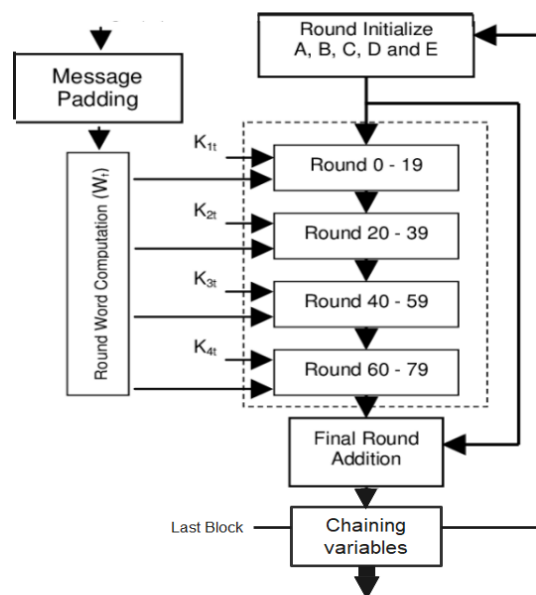 Round Initialize
A, B, C, D and E
Message
Padding
Round Word Computation (Wₜ)
K₁ₜ
Round 0 - 19
K₂ₜ
Round 20 - 39
K₃ₜ
Round 40 - 59
K₄ₜ
Round 60 - 79
Final Round
Addition
Last Block
Chaining
variables